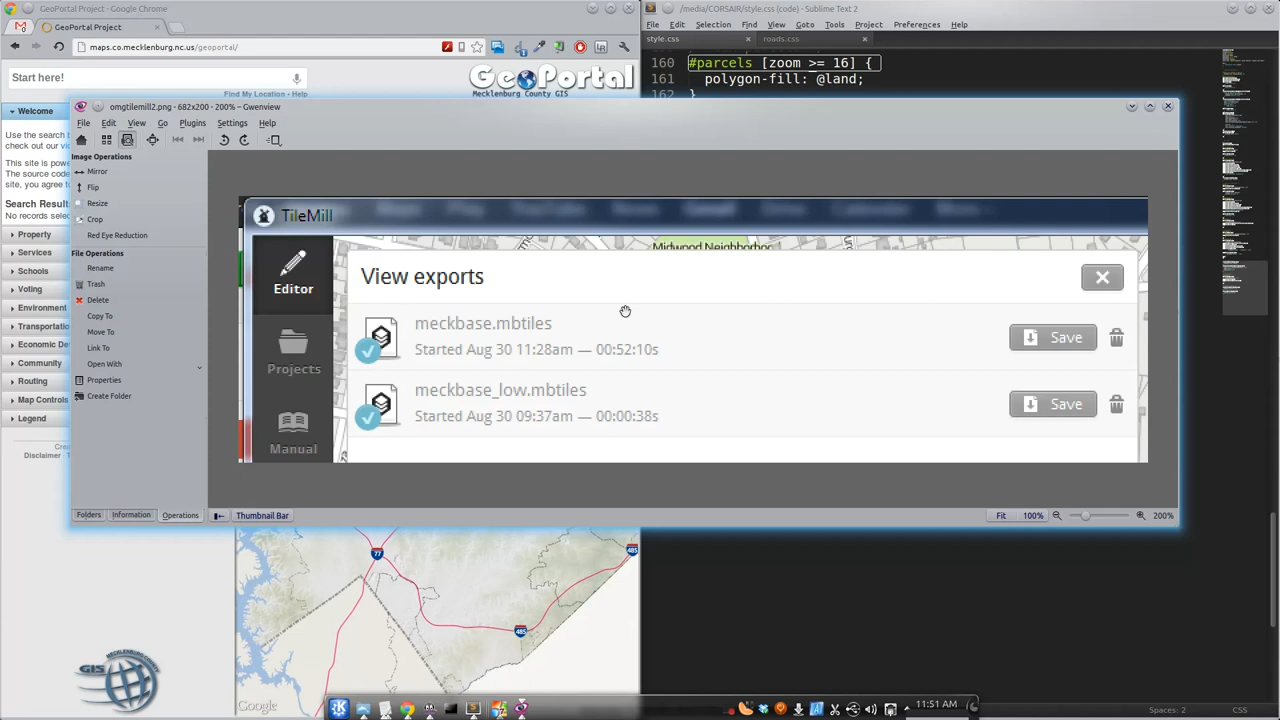 GeoPortal Project - Google Chrome
GeoPortal Project
maps.co.mecklenburg.nc.us/geoportal/
Start here!
Find My Location -
GeoPortal
Mecklenburg County GIS
Welcome
Use the search b
check out our
This site is powe
The source code
site, you agree t
Search Result
No records selec
Property
Services
Schools
Voting
Environment
Transportatio
Economic De
Community
Routing
Map Controls
Legend
Disclaimer -
GIS
MECKLENBURG COUNTY
/media/CORSAIR/style.css (code) - Sublime Text 2
File Edit Selection Find View Goto Tools Project Preferences Help
style.css
roads.css
160 #parcels [zoom >= 16] {
161 polygon-fill: @land;
162 }
omgtilemill2.png - 682x200 - 200% – Gwenview
File Edit View Go Plugins Settings Help
Image Operations
Mirror
Flip
Resize
Crop
Red Eye Reduction
File Operations
Rename
Trash
Delete
Copy To
Move To
Link To
Open With
Properties
Create Folder
Folders Information Operations
Thumbnail Bar
Fit 100% 200%
TileMill
Midwood Neighborhoo
Editor
Projects
Manual
View exports
meckbase.mbtiles
Started Aug 30 11:28am — 00:52:10s
Save
meckbase_low.mbtiles
Started Aug 30 09:37am — 00:00:38s
Save
77
485
485
Google
11:51 AM
Spaces: 2
CSS